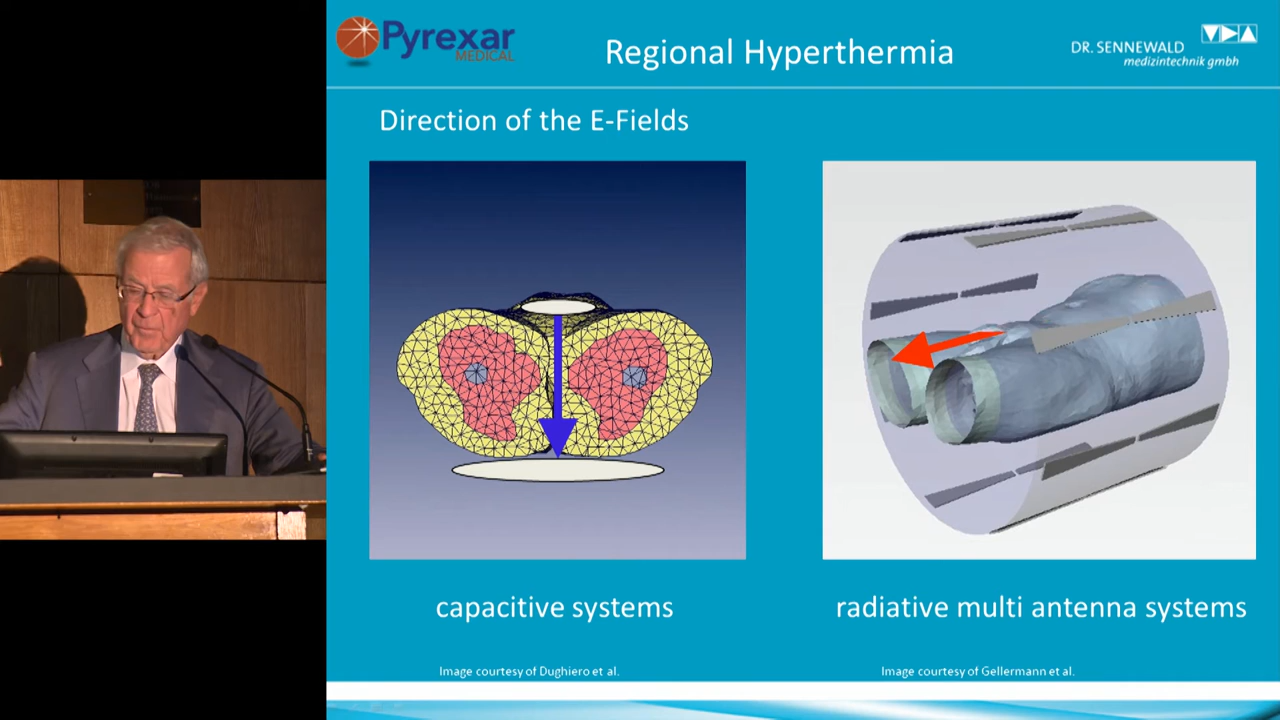 Pyrexar
MEDICAL
Regional Hyperthermia
DR. SENNEWALD
medizintechnik gmbh
Direction of the E-Fields
capacitive systems
radiative multi antenna systems
Image courtesy of Dughiero et al.
Image courtesy of Gellermann et al.